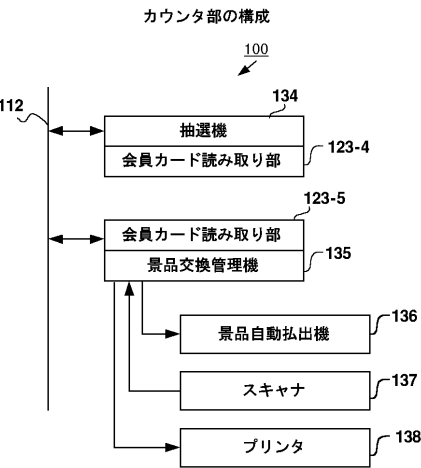 カウンタ部の構成
100
112
134
抽選機
会員カード読み取り部
123-4
123-5
会員カード読み取り部
景品交換管理機
135
景品自動払出機
136
スキャナ
137
プリンタ
138